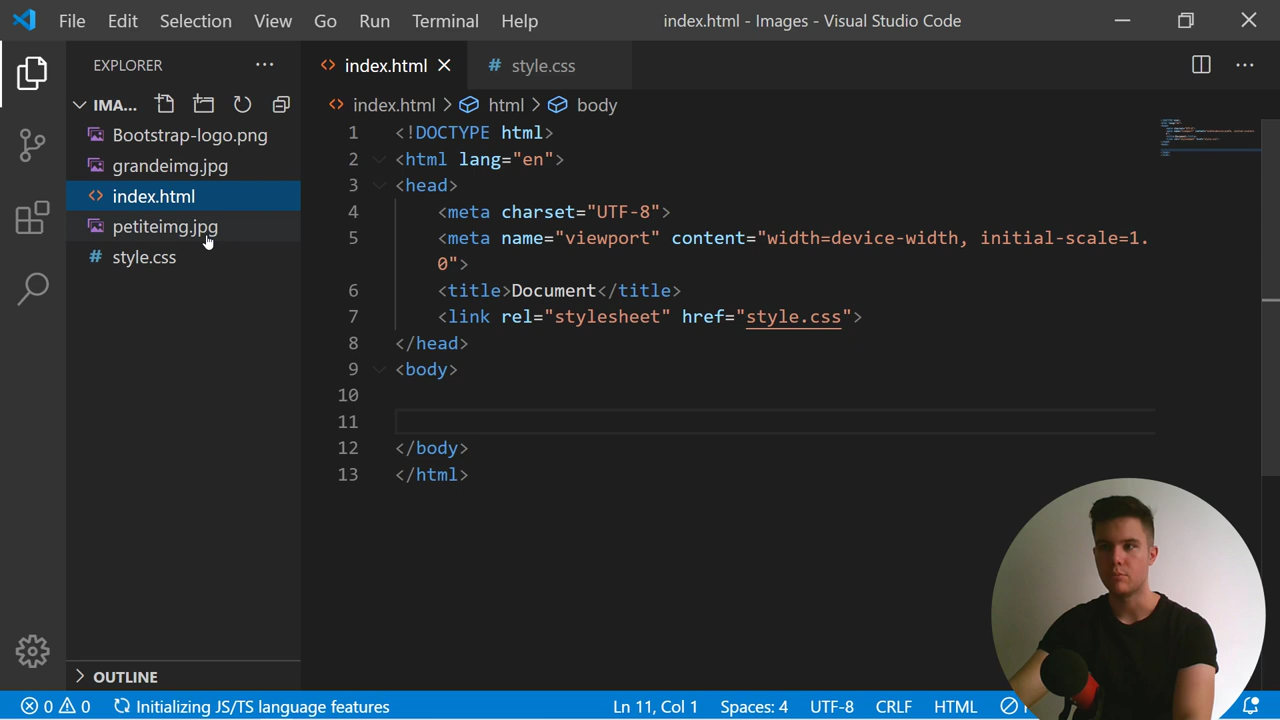 File Edit Selection View Go Run Terminal Help index.html - Images - Visual Studio Code
EXPLORER
IMA...
Bootstrap-logo.png
grandeimg.jpg
index.html
petiteimg.jpg
style.css
OUTLINE
index.html style.css
index.html > html > body
1 <!DOCTYPE html>
2 <html lang="en">
3 <head>
4 <meta charset="UTF-8">
5 <meta name="viewport" content="width=device-width, initial-scale=1.
0">
6 <title>Document</title>
7 <link rel="stylesheet" href="style.css">
8 </head>
9 <body>
10
11
12 </body>
13 </html>
0 0 Initializing JS/TS language features Ln 11, Col 1 Spaces: 4 UTF-8 CRLF HTML